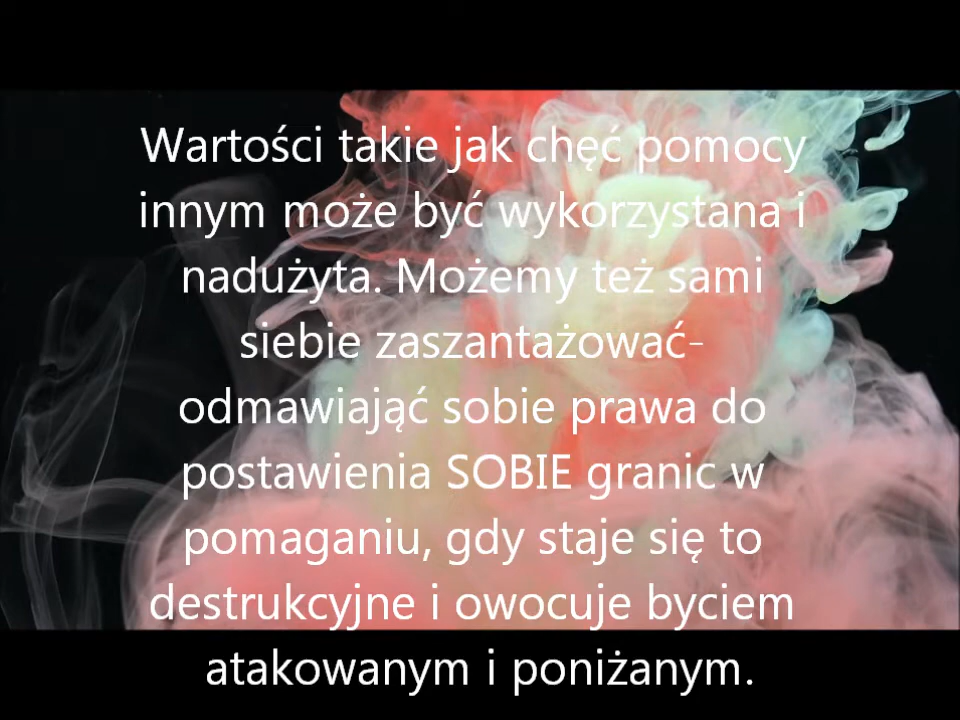 Wartości takie jak chęć pomocy
innym może być wykorzystana i
nadużyta. Możemy też sami
siebie zaszantażować-
odmawiająć sobie prawa do
postawienia SOBIE granic w
pomaganiu, gdy staje się to
destrukcyjne i owocuje byciem
atakowanym i poniżanym.